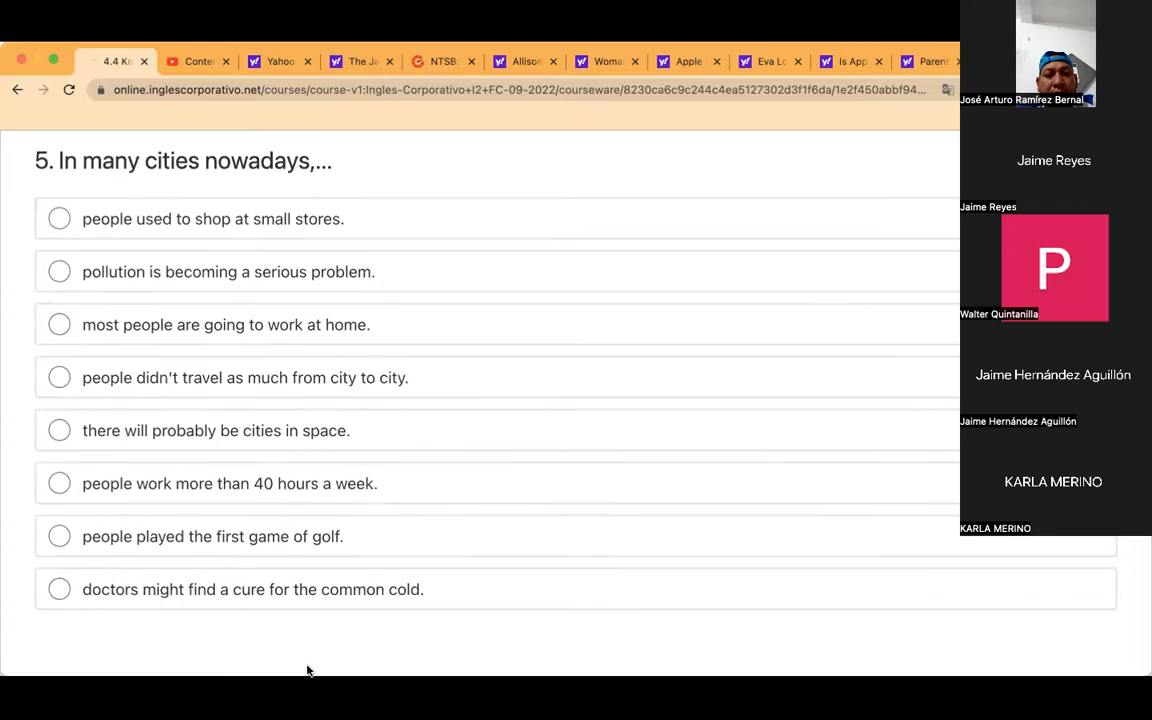 4.4 Kn
Conte
Yahoo
The Ja
NTSB:
Allison
Woma
Apple
Eva Lo
Is App
Parent
online.inglescorporativo.net/courses/course-v1:Ingles-Corporativo+I2+FC-09-2022/courseware/8230ca6c9c244c4ea5127302d3f1f6da/1e2f450abbf94...
5. In many cities nowadays,...
people used to shop at small stores.
pollution is becoming a serious problem.
most people are going to work at home.
people didn't travel as much from city to city.
there will probably be cities in space.
people work more than 40 hours a week.
people played the first game of golf.
doctors might find a cure for the common cold.
José Arturo Ramírez Bernal
Jaime Reyes
Jaime Reyes
P
Walter Quintanilla
Jaime Hernández Aguillón
Jaime Hernández Aguillón
KARLA MERINO
KARLA MERINO